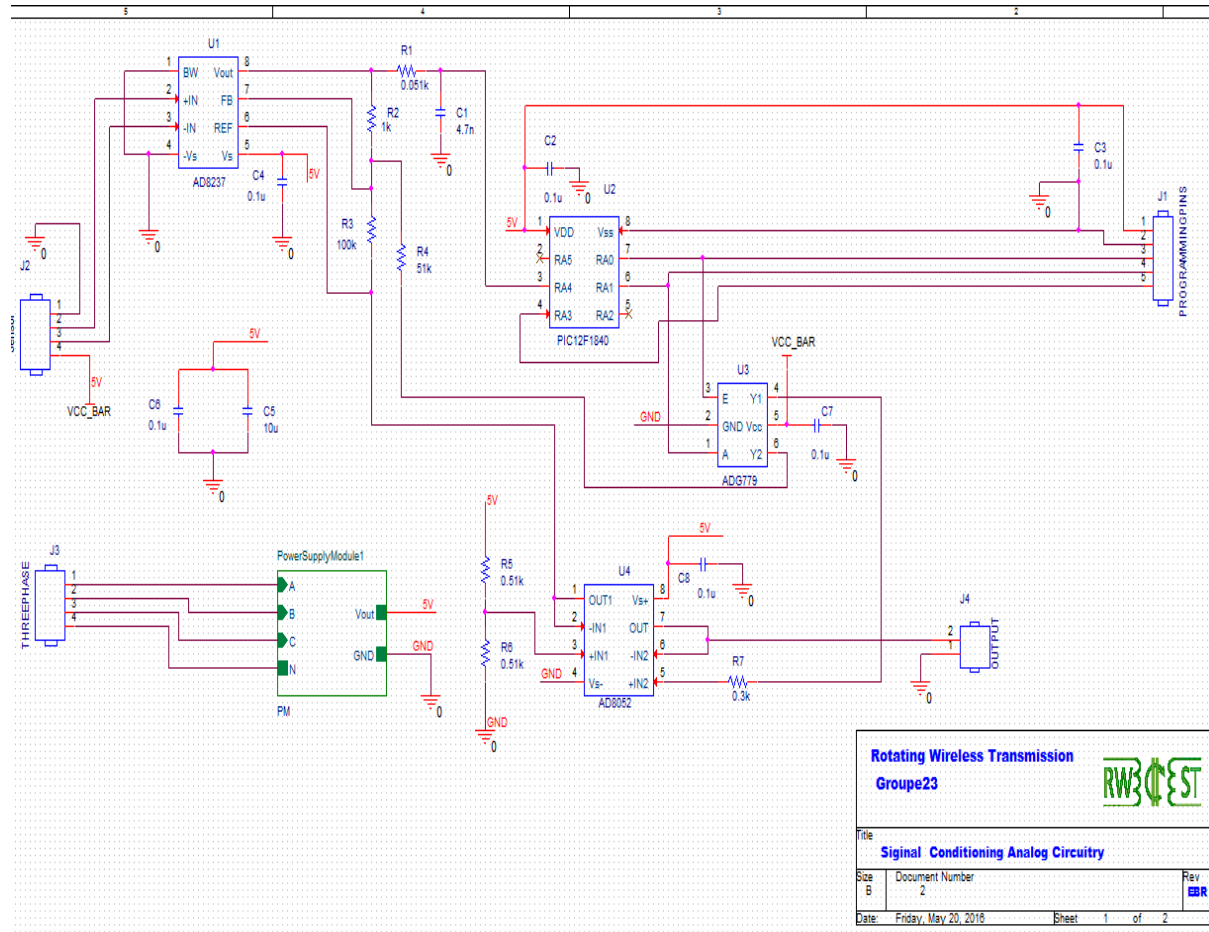 5 4 3 2
U1
1 BW Vout 8
2 +IN FB 7
3 -IN REF 6
4 -Vs Vs 5
AD8237
R1
0.051k
R2
1k
C1
4.7n
0
C4
0.1u
5V
0
0
R3
100k
R4
51k
0
J2
1
2
3
4
5V
VCC_BAR
5V
C6
0.1u
C5
10u
0
C2
0.1u
0
U2
5V
1 VDD Vss 8
2 RA5 RA0 7
3 RA4 RA1 6
4 RA3 RA2 5
PIC12F1840
C3
0.1u
0
J1
1
2
3
4
5
PROGRAMMINGPINS
VCC_BAR
U3
3 E Y1 4
GND
2 GND Vcc 5
1 A Y2 6
ADG779
C7
0.1u
0
J3
THREEPHASE
1
2
3
4
PowerSupplyModule1
A
B
C
N
Vout
GND
PM
5V
GND
0
5V
R5
0.51k
R6
0.51k
GND
0
U4
1 OUT1 Vs+ 8
2 -IN1 OUT 7
3 +IN1 -IN2 6
GND
4 Vs- +IN2 5
AD8052
5V
C8
0.1u
0
R7
0.3k
J4
2
1
OUTPUT
0
Rotating Wireless Transmission
Groupe23
RW ST
Title
Siginal Conditioning Analog Circuitry
Size
B
Document Number
2
Rev
EBR
Date: Friday, May 20, 2016 Sheet 1 of 2